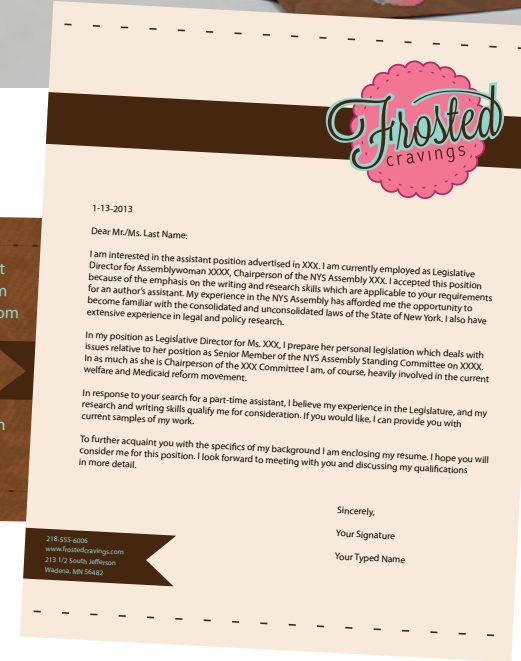 Frosted
cravings
1-13-2013
Dear Mr./Ms. Last Name:
I am interested in the assistant position advertised in XXX. I am currently employed as Legislative
Director for Assemblywoman XXXX, Chairperson of the NYS Assembly XXX. I accepted this position
because of the emphasis on the writing and research skills which are applicable to your requirements
for an author's assistant. My experience in the NYS Assembly has afforded me the opportunity to
become familiar with the consolidated and unconsolidated laws of the State of New York. I also have
extensive experience in legal and policy research.
In my position as Legislative Director for Ms. XXX, I prepare her personal legislation which deals with
issues relative to her position as Senior Member of the NYS Assembly Standing Committee on XXXX.
In as much as she is Chairperson of the XXX Committee I am, of course, heavily involved in the current
welfare and Medicaid reform movement.
In response to your search for a part-time assistant, I believe my experience in the Legislature, and my
research and writing skills qualify me for consideration. If you would like, I can provide you with
current samples of my work.
To further acquaint you with the specifics of my background I am enclosing my resume. I hope you will
consider me for this position. I look forward to meeting with you and discussing my qualifications
in more detail.
Sincerely,
Your Signature
Your Typed Name
218-555-6006
www.frostedcravings.com
213 1/2 South Jefferson
Wadena, MN 56482